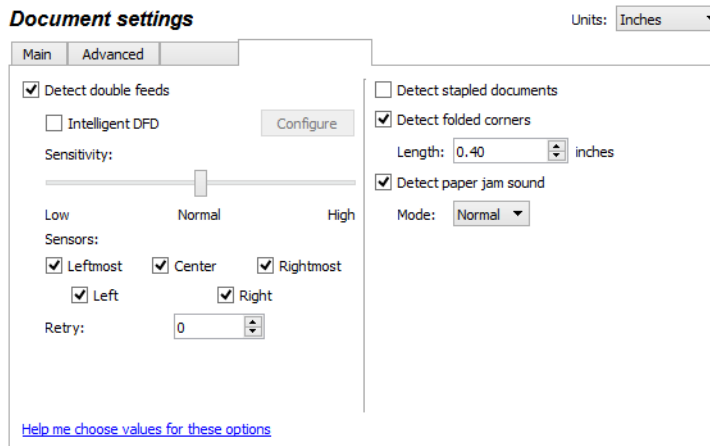 Document settings
Units: Inches
Main Advanced
Detect double feeds
Intelligent DFD Configure
Sensitivity:
Low Normal High
Sensors:
Leftmost Center Rightmost
Left Right
Retry: 0
Help me choose values for these options
Detect stapled documents
Detect folded corners
Length: 0.40 inches
Detect paper jam sound
Mode: Normal